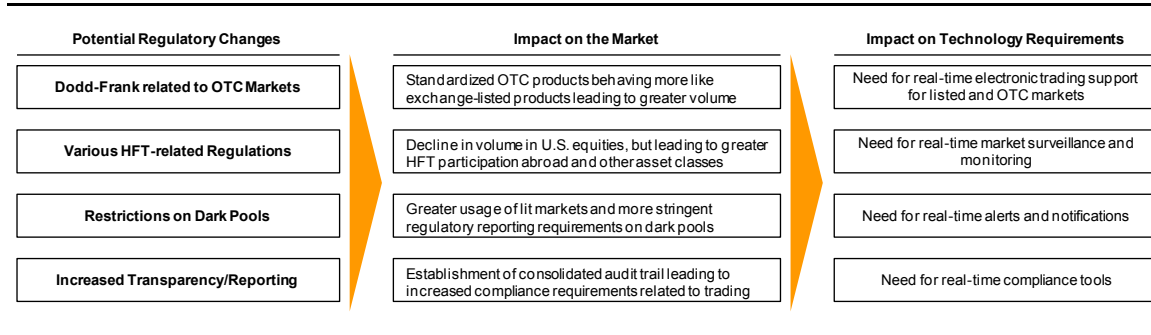 Potential Regulatory Changes
Impact on the Market
Impact on Technology Requirements
Dodd-Frank related to OTC Markets
Standardized OTC products behaving more like
exchange-listed products leading to greater volume
Need for real-time electronic trading support
for listed and OTC markets
Various HFT-related Regulations
Decline in volume in U.S. equities, but leading to greater
HFT participation abroad and other asset classes
Need for real-time market surveillance and
monitoring
Restrictions on Dark Pools
Greater usage of lit markets and more stringent
regulatory reporting requirements on dark pools
Need for real-time alerts and notifications
Increased Transparency/Reporting
Establishment of consolidated audit trail leading to
increased compliance requirements related to trading
Need for real-time compliance tools